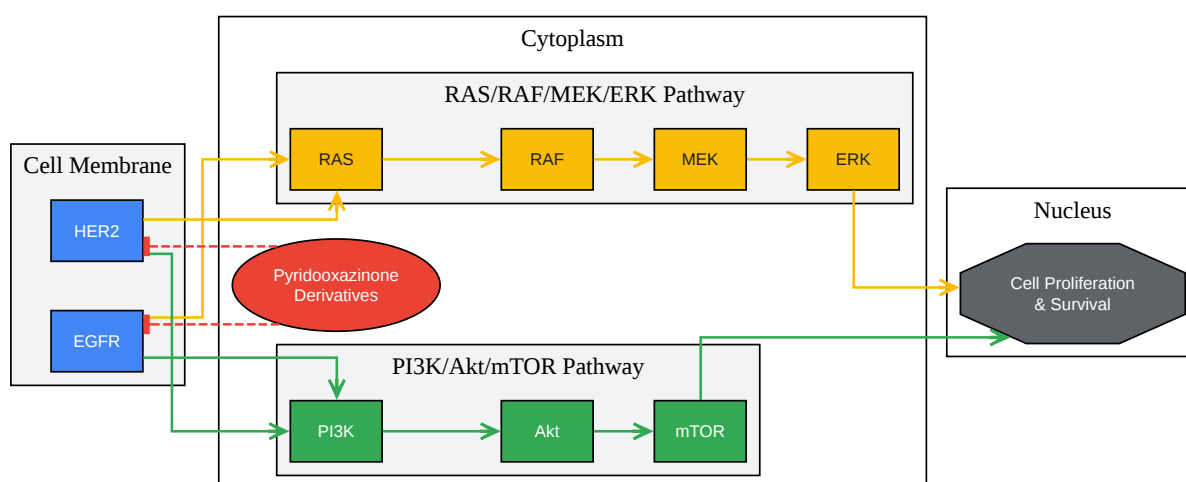 Cytoplasm
RAS/RAF/MEK/ERK Pathway
RAS
RAF
MEK
ERK
Cell Membrane
HER2
EGFR
Pyridooxazinone
Derivatives
Nucleus
Cell Proliferation
& Survival
PI3K/Akt/mTOR Pathway
PI3K
Akt
mTOR